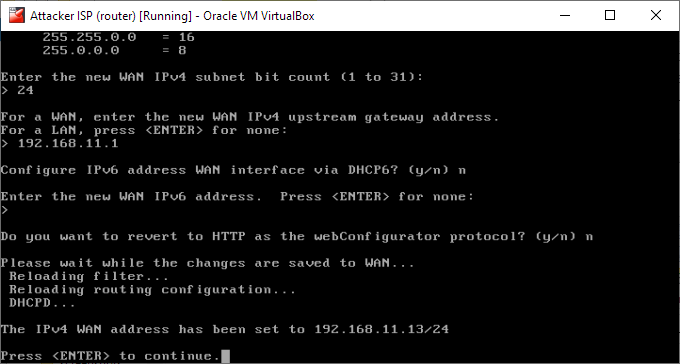 Attacker ISP (router) [Running] - Oracle VM VirtualBox
255.255.0.0 = 16
255.0.0.0 = 8
Enter the new WAN IPv4 subnet bit count (1 to 31):
> 24
For a WAN, enter the new WAN IPv4 upstream gateway address.
For a LAN, press <ENTER> for none:
> 192.168.11.1
Configure IPv6 address WAN interface via DHCP6? (y/n) n
Enter the new WAN IPv6 address. Press <ENTER> for none:
>
Do you want to revert to HTTP as the webConfigurator protocol? (y/n) n
Please wait while the changes are saved to WAN...
Reloading filter...
Reloading routing configuration...
DHCPD...
The IPv4 WAN address has been set to 192.168.11.13/24
Press <ENTER> to continue.